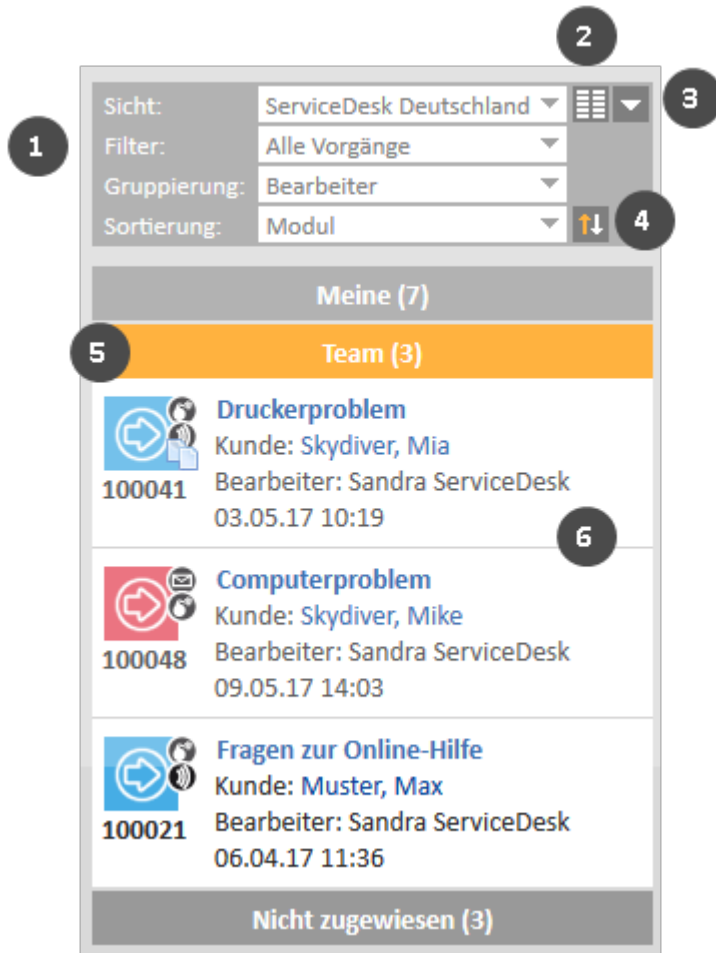 2
Sicht: ServiceDesk Deutschland
3
1
Filter: Alle Vorgänge
Gruppierung: Bearbeiter
Sortierung: Modul
4
Meine (7)
5
Team (3)
Druckerproblem
Kunde: Skydiver, Mia
100041
Bearbeiter: Sandra ServiceDesk
03.05.17 10:19
6
Computerproblem
Kunde: Skydiver, Mike
100048
Bearbeiter: Sandra ServiceDesk
09.05.17 14:03
Fragen zur Online-Hilfe
Kunde: Muster, Max
100021
Bearbeiter: Sandra ServiceDesk
06.04.17 11:36
Nicht zugewiesen (3)